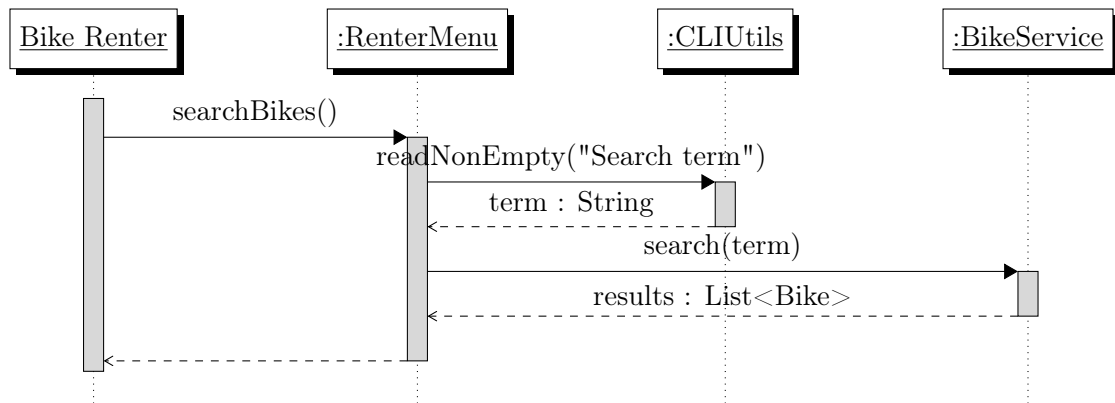 Bike Renter
:RenterMenu
:CLIUtils
:BikeService
searchBikes()
readNonEmpty("Search term")
term : String
search(term)
results : List<Bike>